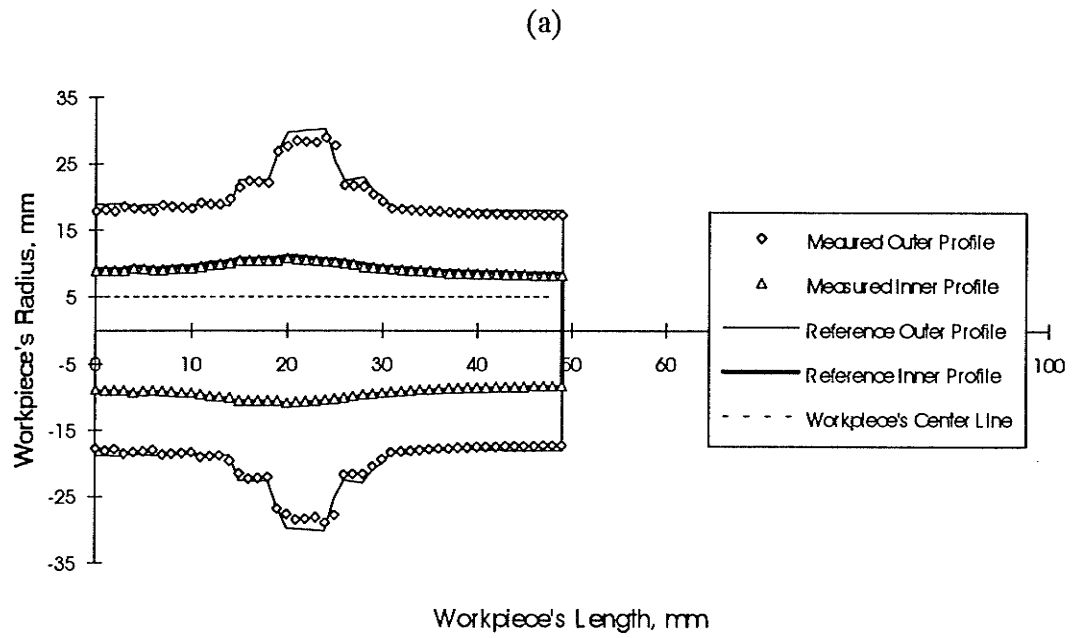 (a)
35
25
15
5
-5
-15
-25
-35
0
10
20
30
40
50
60
100
Workpiece's Radius, mm
Workpiece's Length, mm
Meaured Outer Profile
Measured Inner Profile
Reference Outer Profile
Reference Inner Profile
Workpiece's Center Line